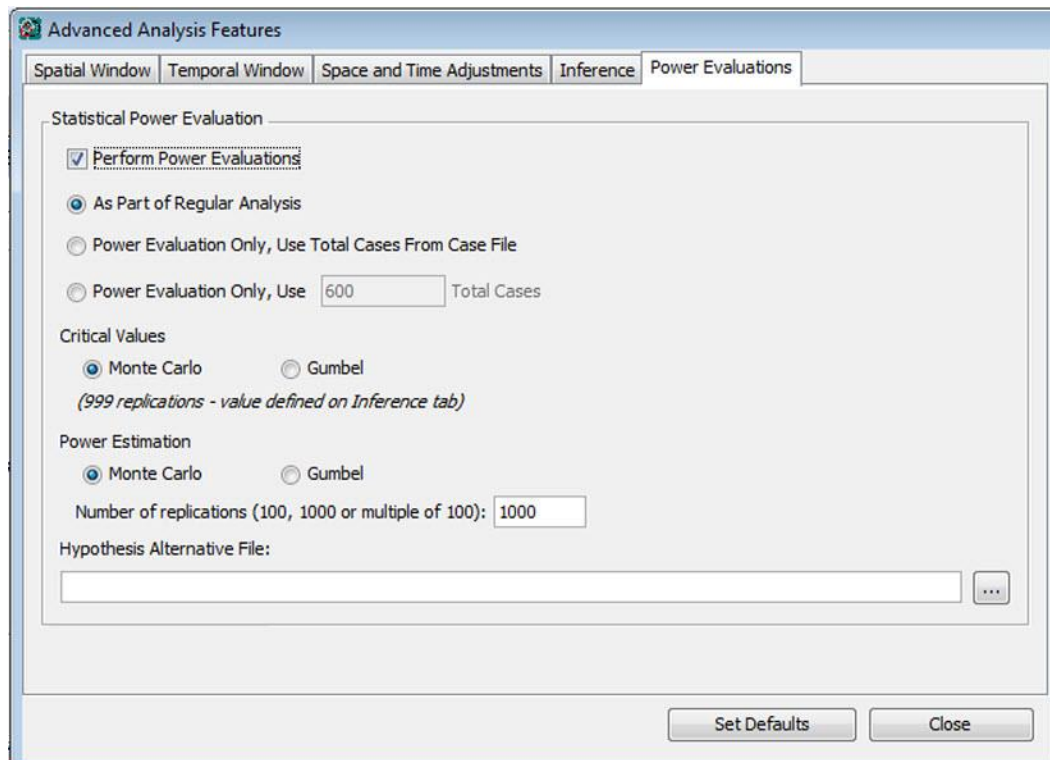 Advanced Analysis Features
Spatial Window Temporal Window Space and Time Adjustments Inference Power Evaluations
Statistical Power Evaluation
Perform Power Evaluations
As Part of Regular Analysis
Power Evaluation Only, Use Total Cases From Case File
Power Evaluation Only, Use 600 Total Cases
Critical Values
Monte Carlo Gumbel
(999 replications - value defined on Inference tab)
Power Estimation
Monte Carlo Gumbel
Number of replications (100, 1000 or multiple of 100): 1000
Hypothesis Alternative File:
...
Set Defaults Close